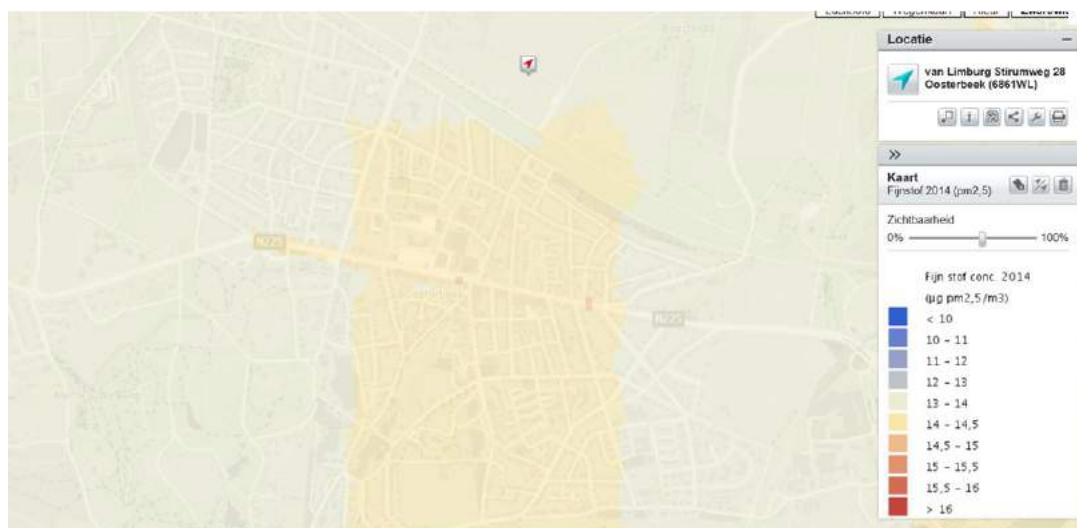 Locatie
van Limburg Stirumweg 28
Oosterbeek (6861WL)
Kaart
Fijnstof 2014 (pm2,5)
Zichtbaarheid
0% 100%
Fijn stof conc. 2014
(µg pm2,5/m3)
< 10
10 - 11
11 - 12
12 - 13
13 - 14
14 - 14,5
14,5 - 15
15 - 15,5
15,5 - 16
> 16
N225
N225